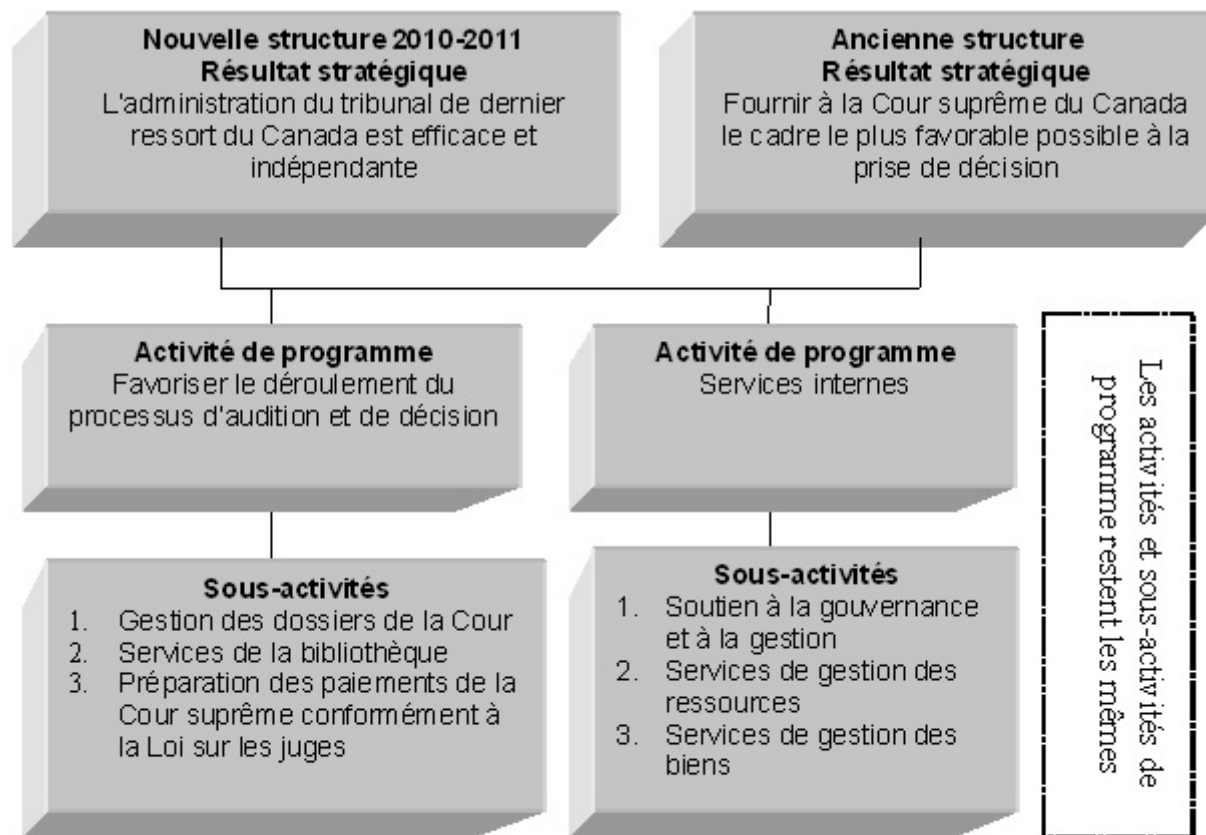 Nouvelle structure 2010-2011
Résultat stratégique
L'administration du tribunal de dernier
ressort du Canada est efficace et
indépendante
Ancienne structure
Résultat stratégique
Fournir à la Cour suprême du Canada
le cadre le plus favorable possible à la
prise de décision
Activité de programme
Favoriser le déroulement du
processus d'audition et de décision
Activité de programme
Services internes
Sous-activités
1. Gestion des dossiers de la Cour
2. Services de la bibliothèque
3. Préparation des paiements de la
Cour suprême conformément à
la Loi sur les juges
Sous-activités
1. Soutien à la gouvernance
et à la gestion
2. Services de gestion des
ressources
3. Services de gestion des
biens
Les activités et sous-activités de
programme restent les mêmes